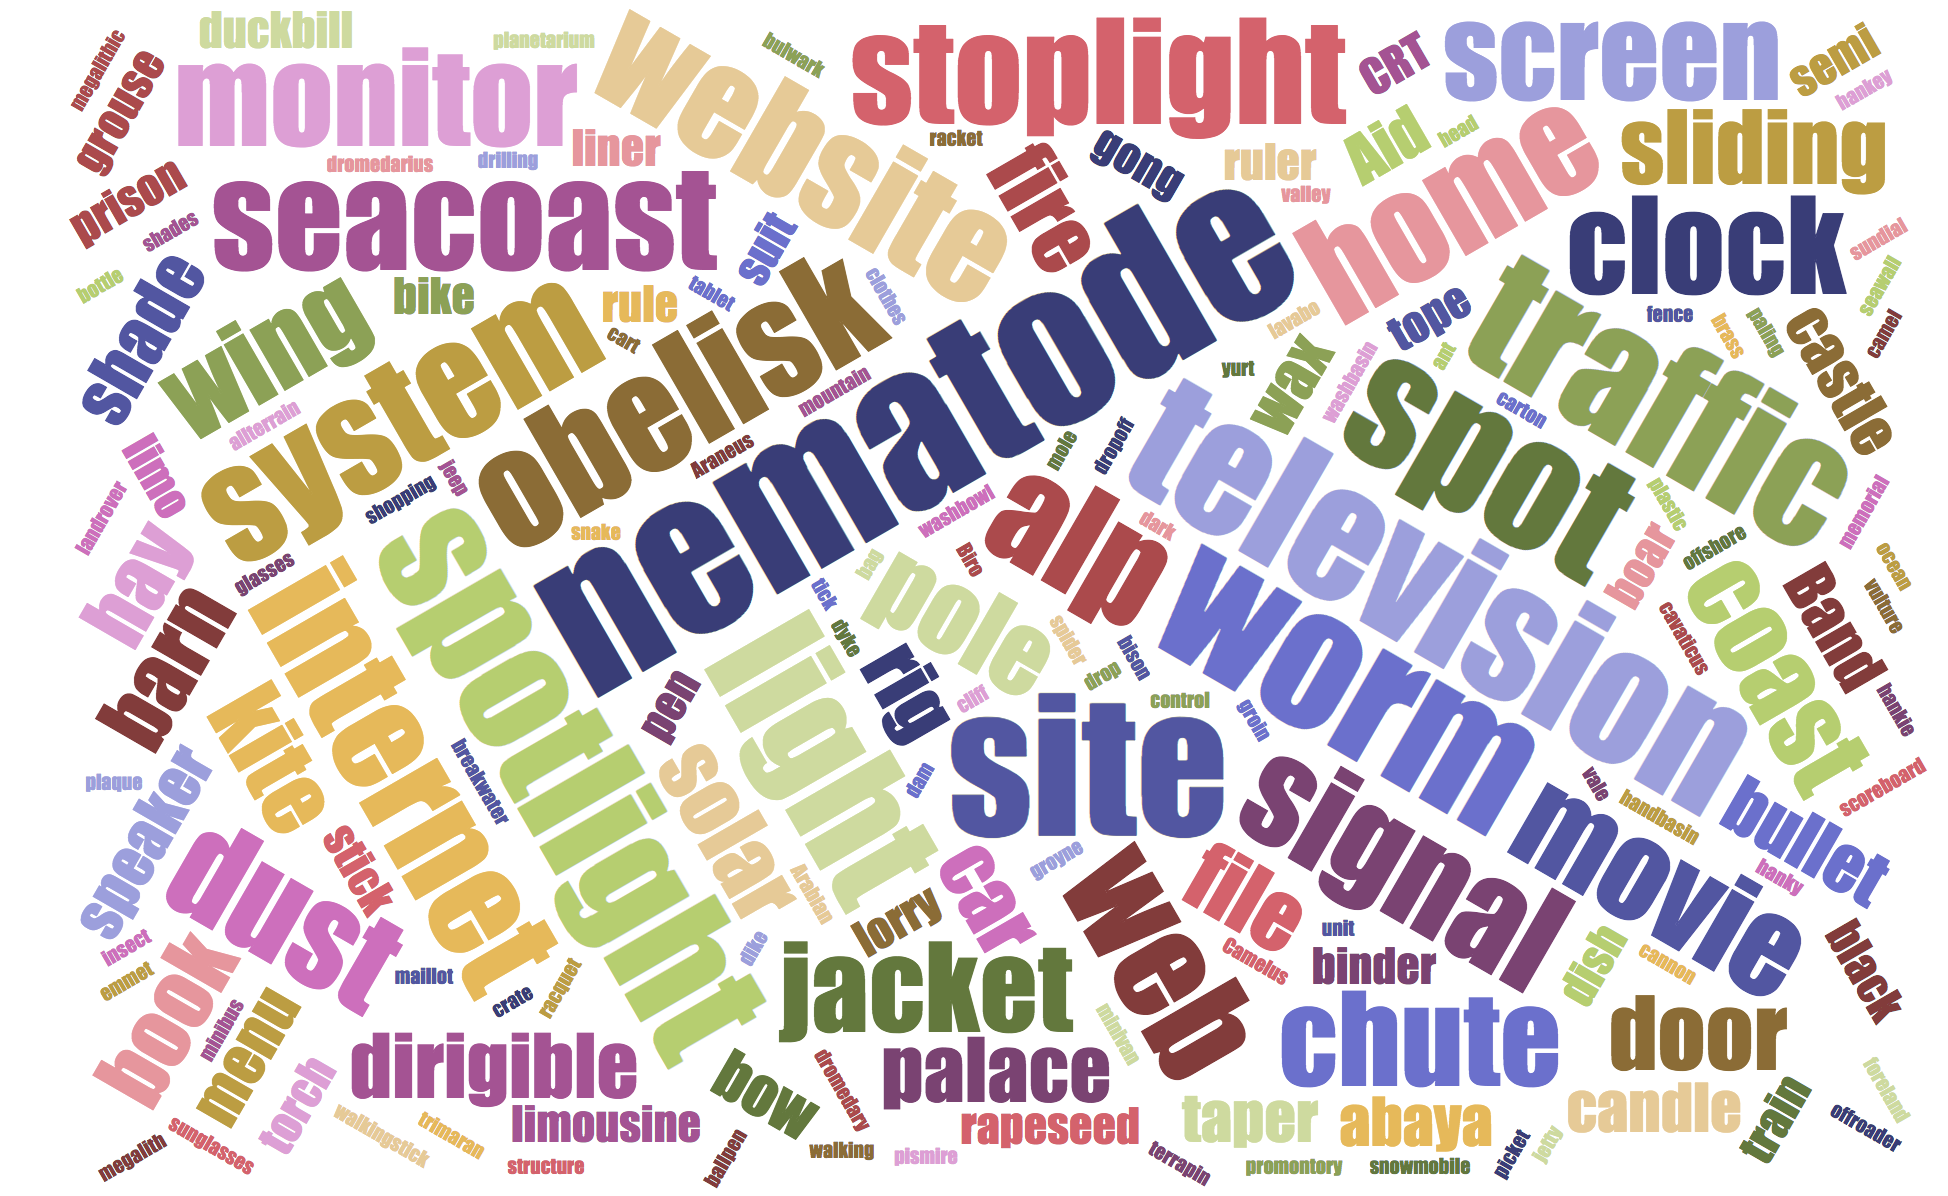 megalithic
duckbill
planetarium
website
bulwark
stoplight
CRT
screen
semi
hankey
grouse
monitor
liner
dromedarius
drilling
racket
gong
ruler
Aid
head
valley
home
sliding
prison
shades
seacoast
suit
fire
clock
sundial
bottle
shade
wing
bike
rule
tablet
clothes
cart
system
obelisk
mountain
nematode
lavabo
tope
yurt
wax
washbasin
ant
traffic
fence
brass
paling
castle
seawall
camel
allterrain
limo
landrover
jeep
shopping
Araneus
snake
mole
dropoff
television
spot
carton
plastic
memorial
hay
glasses
washbowl
alp
dark
Biro
boar
offshore
ocean
vulture
barn
Internet
spotlight
tick
bag
pole
dyke
spider
bison
worm
coast
Band
cavaticus
hankie
kite
pen
light
rig
cliff
drop
control
groin
site
plaque
speaker
breakwater
solar
dam
signal
vale
handbasin
movie
bullet
scoreboard
hanky
dust
stick
Arabian
car
groyne
web
file
lorry
camelus
unit
binder
dish
cannon
black
insect
emmet
book
maillot
crate
racquet
dike
jacket
chute
door
minibus
menu
torch
dirigible
bow
dromedary
palace
minivan
foreland
walkingstick
trimaran
limousine
rapeseed
taper
abaya
candle
train
offroader
megalith
sunglasses
structure
ballpen
walking
pismire
terrapin
promontory
snowmobile
picket
jetty